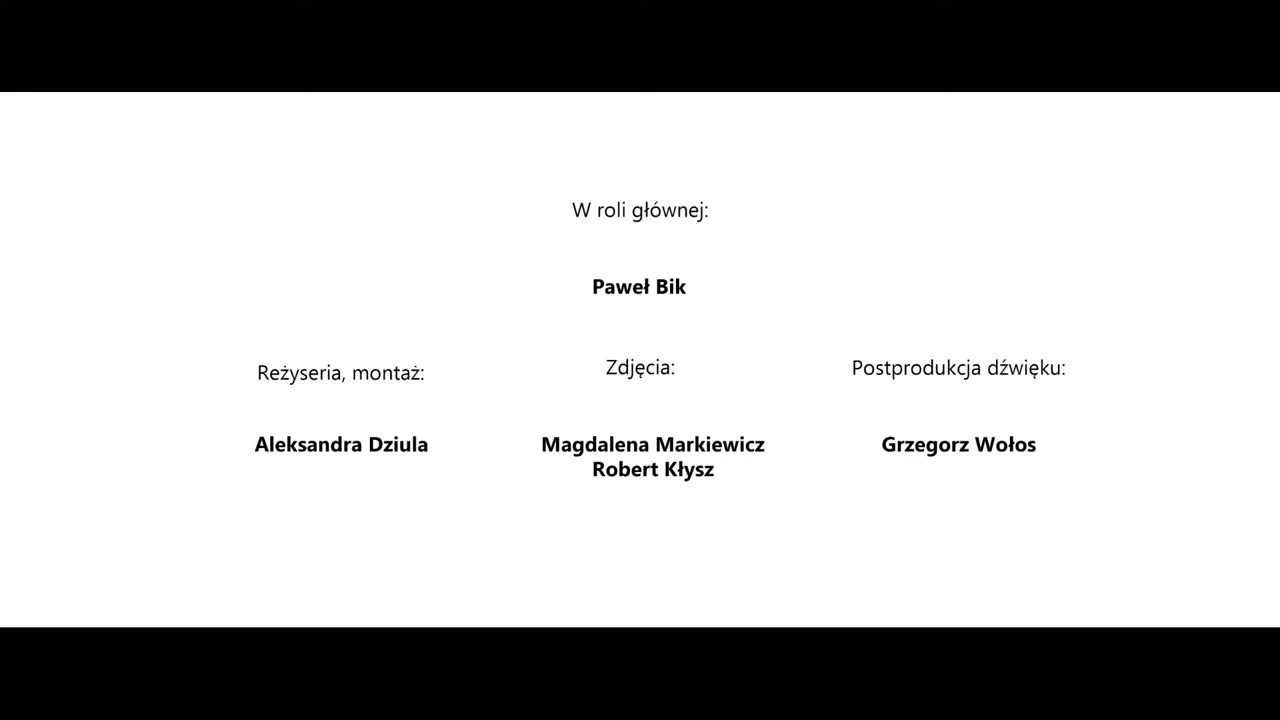 W roli głównej:
Paweł Bik
Reżyseria, montaż:
Aleksandra Dziula
Zdjęcia:
Magdalena Markiewicz
Robert Kłysz
Postprodukcja dźwięku:
Grzegorz Wołos